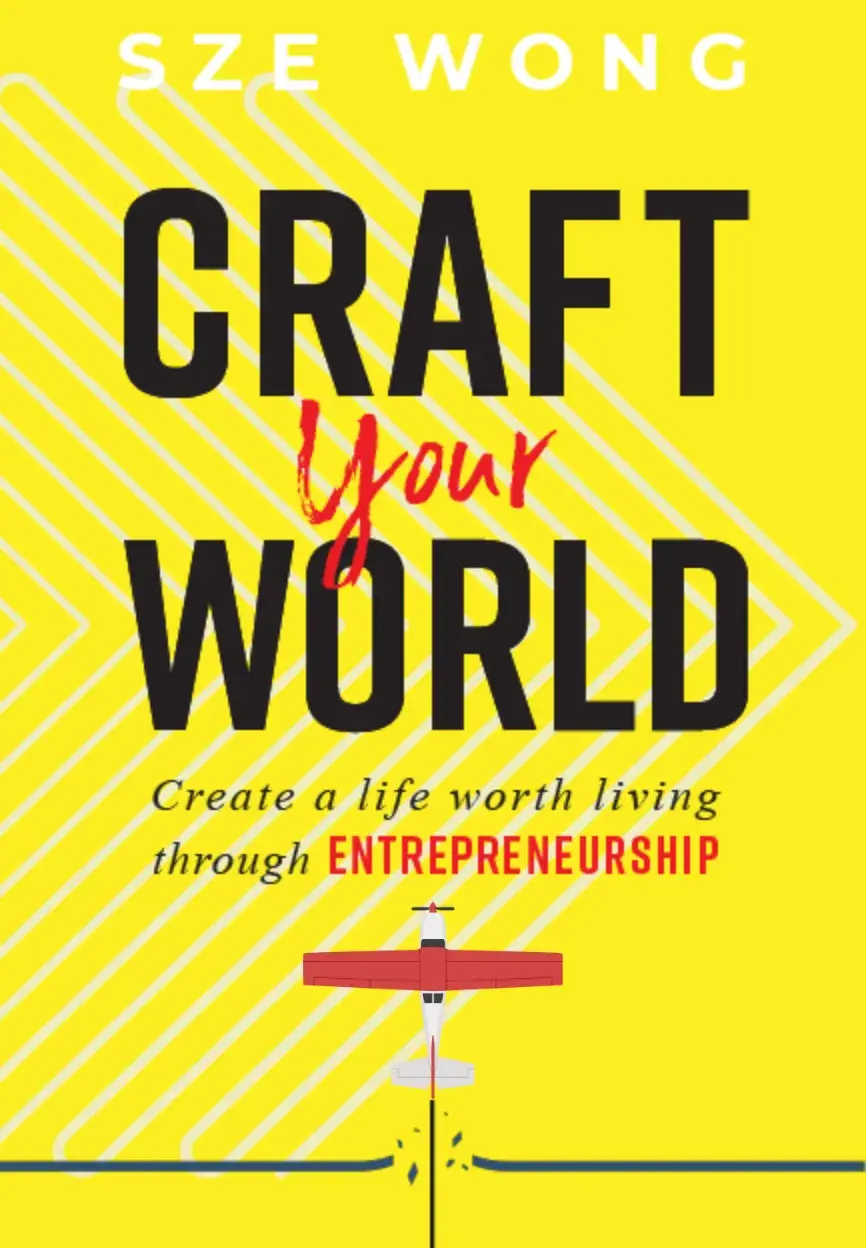 SZE WONG
CRAFT
Your
WORLD
Create a life worth living
through ENTREPRENEURSHIP